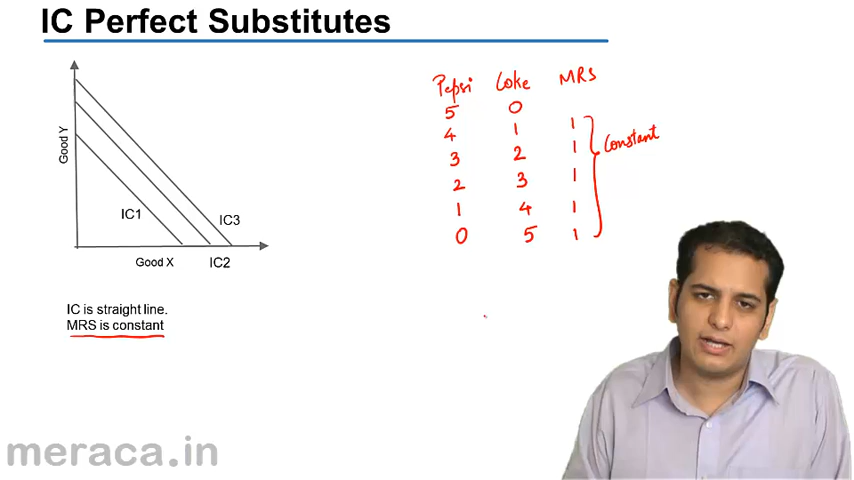 IC Perfect Substitutes
Good Y
IC1
IC3
Good X
IC2
IC is straight line.
MRS is constant
Pepsi Coke MRS
5 0
4 1 1
3 2 1
2 3 1
1 4 1
0 5 1
Constant
meraca.in